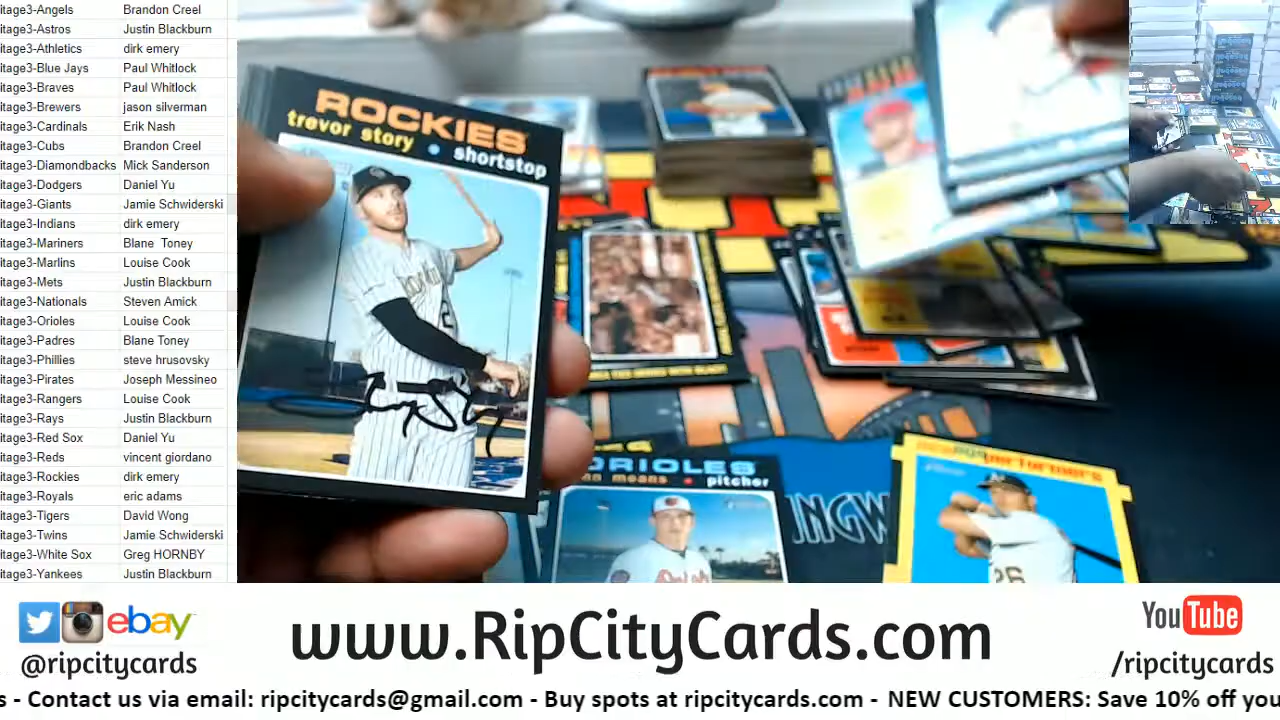 itage3-Angels Brandon Creel
itage3-Astros Justin Blackburn
itage3-Athletics dirk emery
itage3-Blue Jays Paul Whitlock
itage3-Braves Paul Whitlock
itage3-Brewers jason silverman
itage3-Cardinals Erik Nash
itage3-Cubs Brandon Creel
itage3-Diamondbacks Mick Sanderson
itage3-Dodgers Daniel Yu
itage3-Giants Jamie Schwiderski
itage3-Indians dirk emery
itage3-Mariners Blane Toney
itage3-Marlins Louise Cook
itage3-Mets Justin Blackburn
itage3-Nationals Steven Amick
itage3-Orioles Louise Cook
itage3-Padres Blane Toney
itage3-Phillies steve hrusovsky
itage3-Pirates Joseph Messineo
itage3-Rangers Louise Cook
itage3-Rays Justin Blackburn
itage3-Red Sox Daniel Yu
itage3-Reds vincent giordano
itage3-Rockies dirk emery
itage3-Royals eric adams
itage3-Tigers David Wong
itage3-Twins Jamie Schwiderski
itage3-White Sox Greg HORNBY
itage3-Yankees Justin Blackburn
ROCKIES
trevor story • shortstop
ORIOLES
means • pitcher
INGW
performers
26
ebay
@ripcitycards
www.RipCityCards.com
YouTube
/ripcitycards
s - Contact us via email: ripcitycards@gmail.com - Buy spots at ripcitycards.com - NEW CUSTOMERS: Save 10% off you